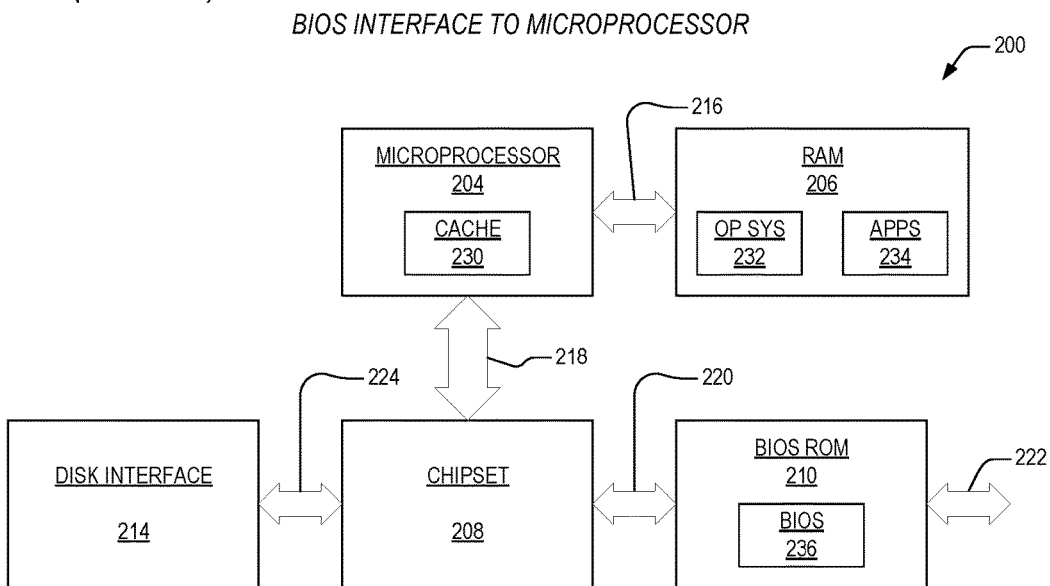 BIOS INTERFACE TO MICROPROCESSOR
200
216
MICROPROCESSOR
204
CACHE
230
RAM
206
OP SYS
232
APPS
234
218
224
220
222
DISK INTERFACE
214
CHIPSET
208
BIOS ROM
210
BIOS
236